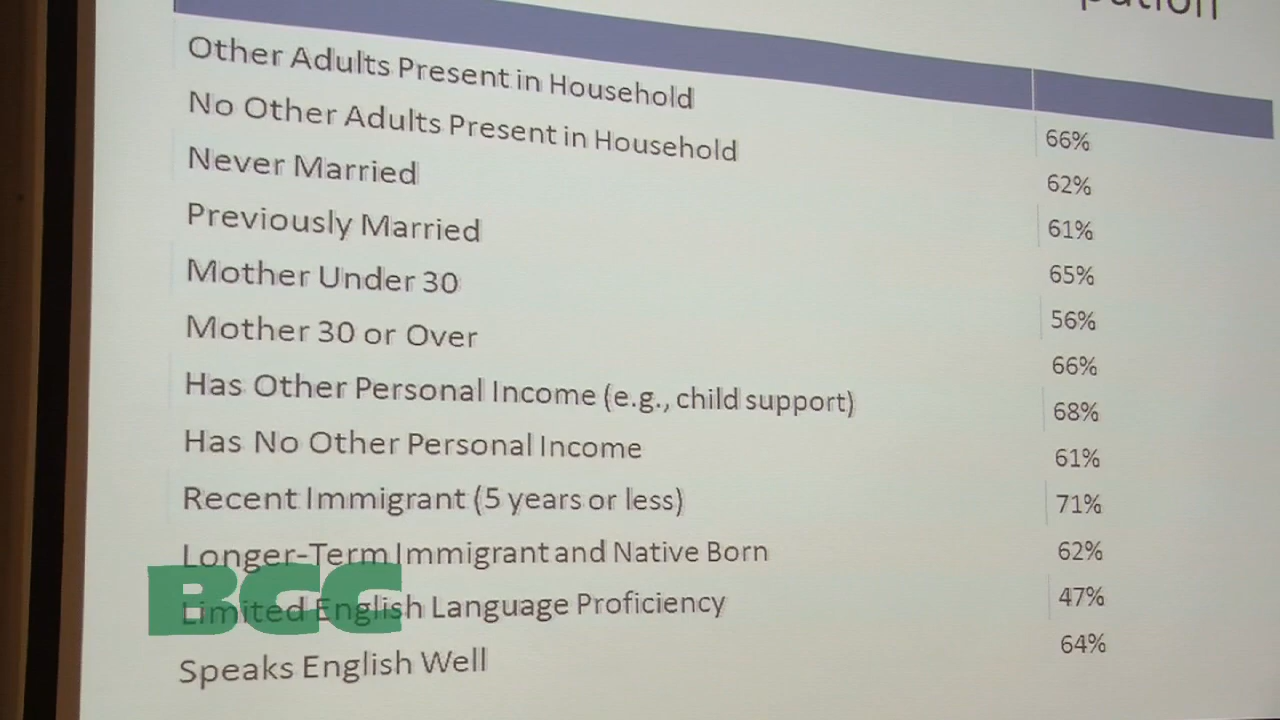 Other Adults Present in Household 66%
No Other Adults Present in Household 62%
Never Married 61%
Previously Married 65%
Mother Under 30 56%
Mother 30 or Over 66%
Has Other Personal Income (e.g., child support) 68%
Has No Other Personal Income 61%
Recent Immigrant (5 years or less) 71%
Longer-Term Immigrant and Native Born 62%
Limited English Language Proficiency 47%
Speaks English Well 64%
BCC